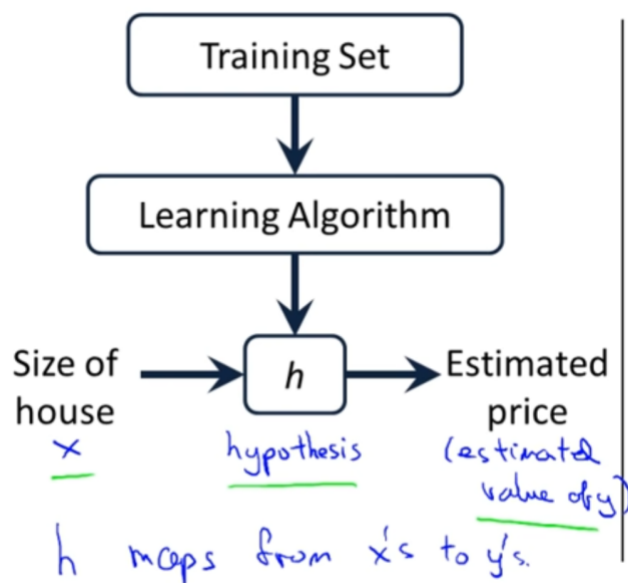 Training Set
Learning Algorithm
Size of
house
h
Estimated
price
x
hypothesis
(estimated
value of y)
h maps from x's to y's.